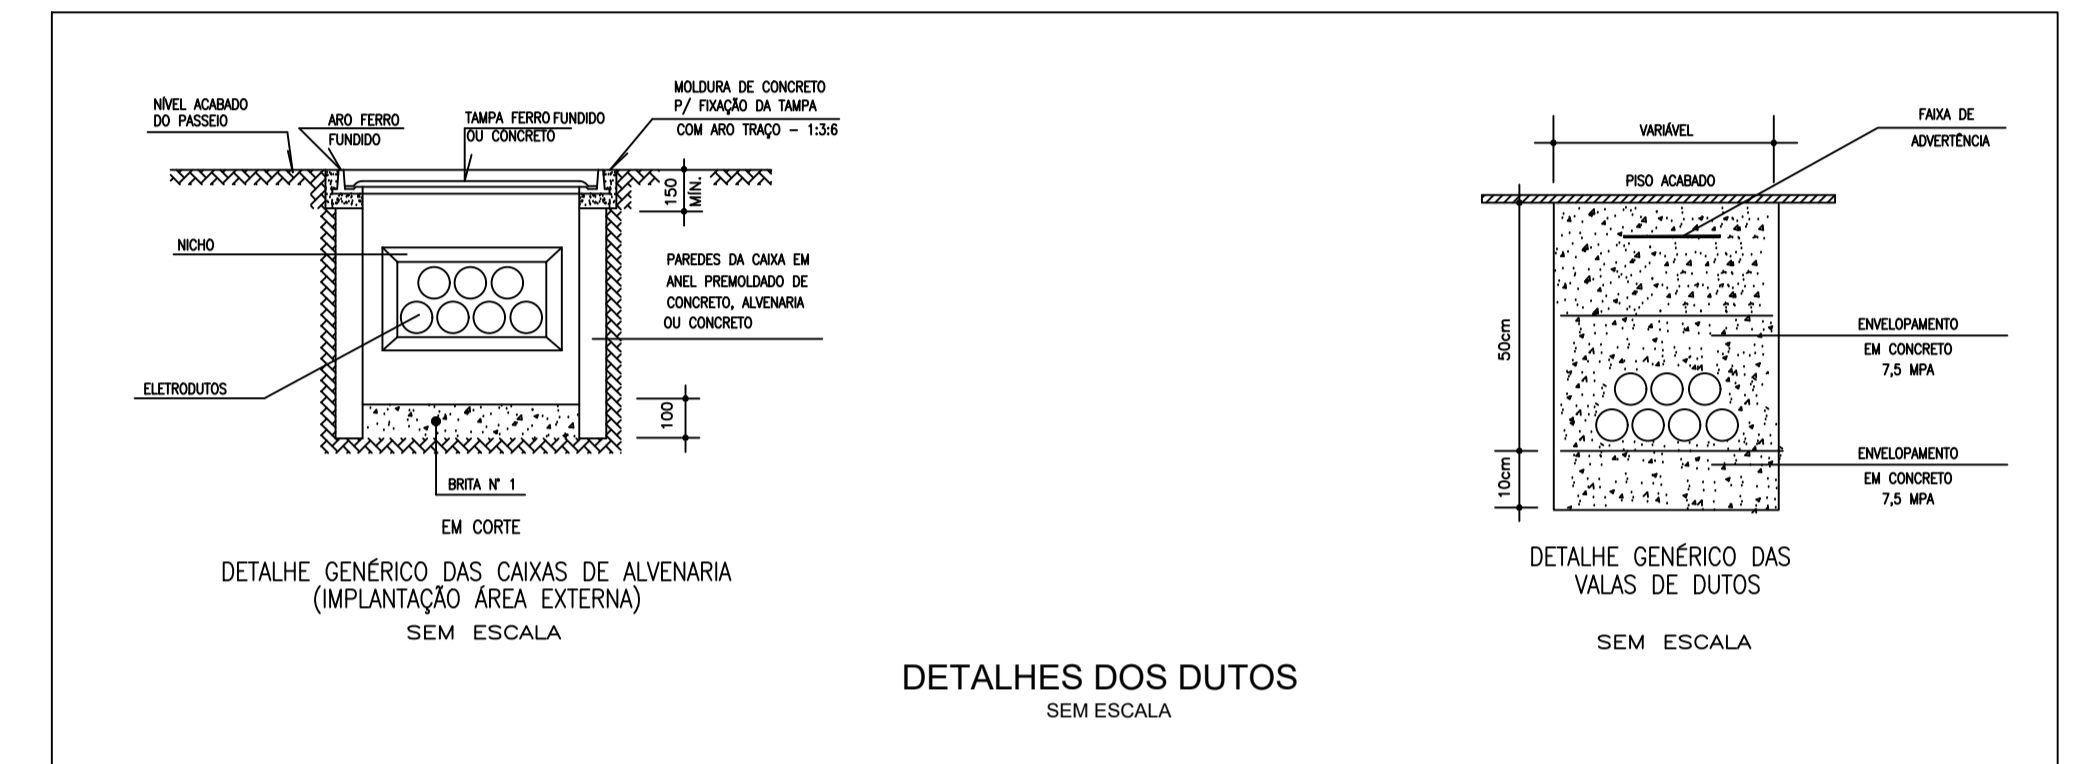 NÍVEL ACABADO
DO PASSEIO
ARO FERRO
FUNDIDO
TAMPA FERRO FUNDIDO
OU CONCRETO
MOLDURA DE CONCRETO
P/ FIXAÇÃO DA TAMPA
COM ARO TRAÇO - 1:3:6
150
MÍN.
NICHO
PAREDES DA CAIXA EM
ANEL PREMOLDADO DE
CONCRETO, ALVENARIA
OU CONCRETO
ELETRODUTOS
100
BRITA N° 1
EM CORTE
DETALHE GENÉRICO DAS CAIXAS DE ALVENARIA
(IMPLANTAÇÃO ÁREA EXTERNA)
SEM ESCALA
VARIÁVEL
FAIXA DE
ADVERTÊNCIA
PISO ACABADO
50cm
ENVELOPAMENTO
EM CONCRETO
7,5 MPA
10cm
ENVELOPAMENTO
EM CONCRETO
7,5 MPA
DETALHE GENÉRICO DAS
VALAS DE DUTOS
SEM ESCALA
DETALHES DOS DUTOS
SEM ESCALA